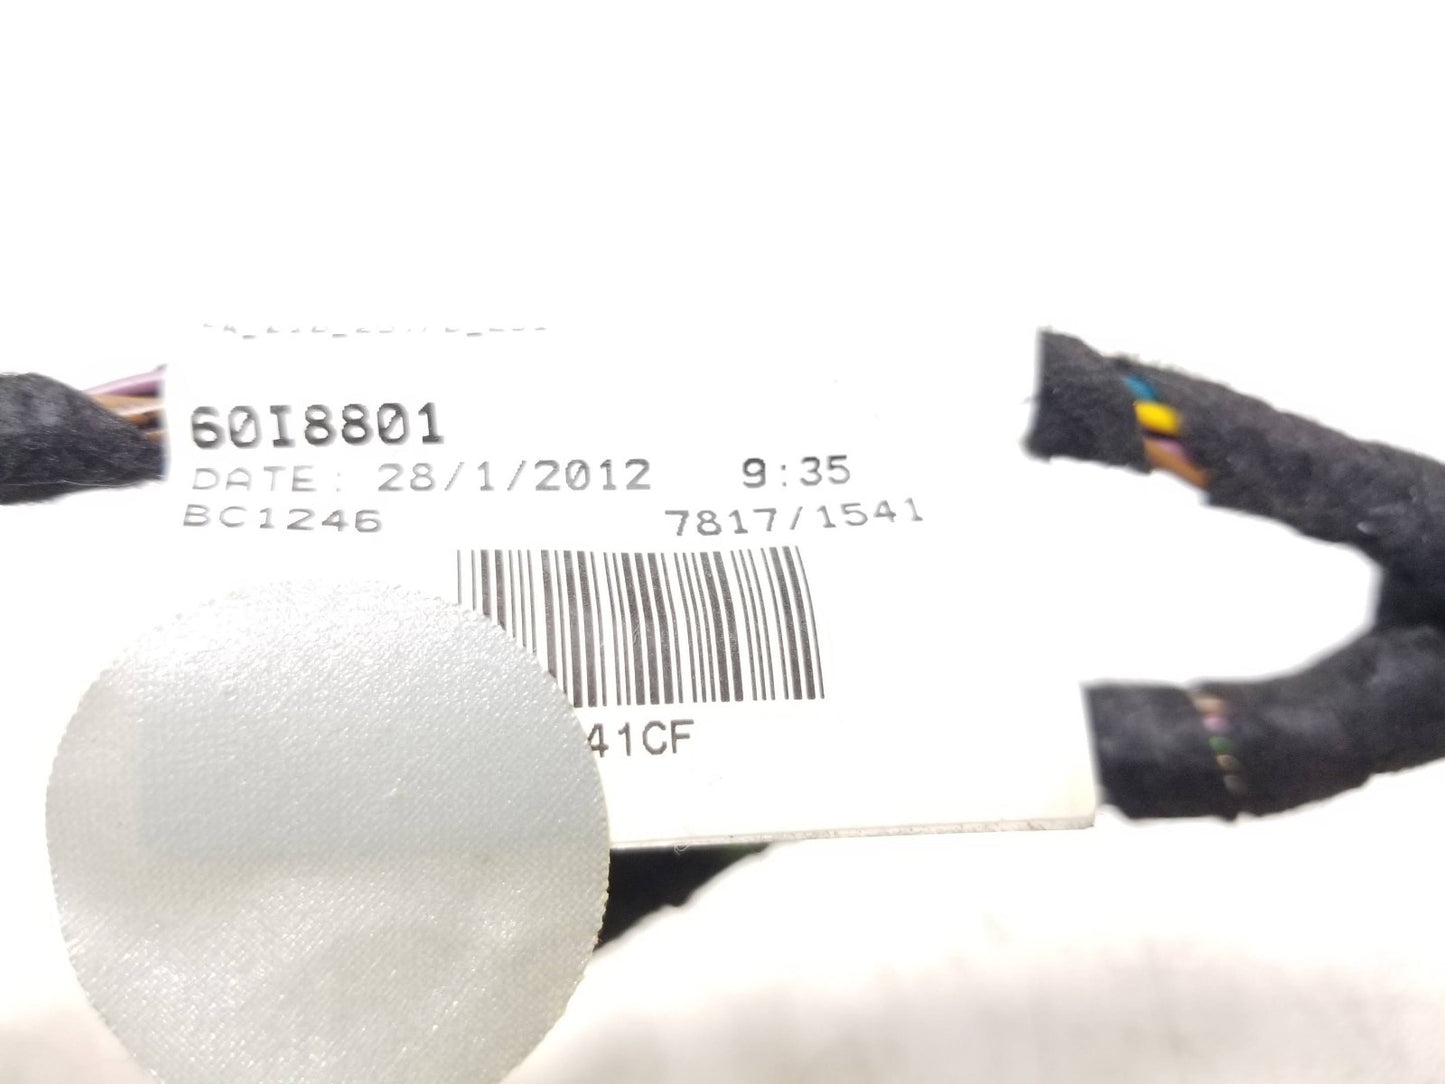 60I8801
DATE: 28/1/2012 9:35
BC1246 7817/1541
41CF